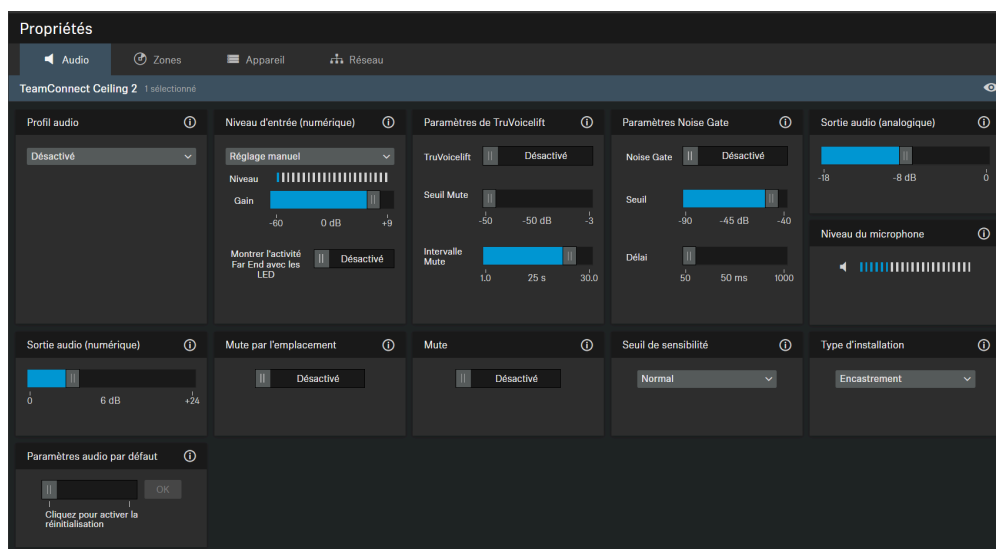 Propriétés
Audio
Zones
Appareil
Réseau
TeamConnect Ceiling 2 1 sélectionné
Profil audio
Désactivé
Niveau d'entrée (numérique)
Réglage manuel
Niveau
Gain
-60 0 dB +9
Montrer l'activité
Far End avec les
LED
Désactivé
Paramètres de TruVoicelift
TruVoicelift Désactivé
Seuil Mute
-50 -50 dB -3
Intervalle
Mute
1.0 25 s 30.0
Paramètres Noise Gate
Noise Gate Désactivé
Seuil
-90 -45 dB -40
Délai
50 50 ms 1000
Sortie audio (analogique)
-18 -8 dB 0
Niveau du microphone
Sortie audio (numérique)
0 6 dB +24
Mute par l'emplacement
Désactivé
Mute
Désactivé
Seuil de sensibilité
Normal
Type d'installation
Encastrement
Paramètres audio par défaut
OK
Cliquez pour activer la
réinitialisation